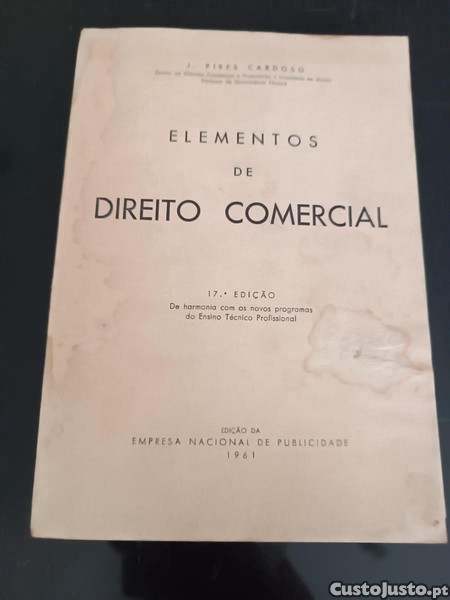 J. PIRES CARDOSO
ELEMENTOS
DE
DIREITO COMERCIAL
17.ª EDIÇÃO
De harmonia com os novos programas
do Ensino Técnico Profissional
EDIÇÃO DA
EMPRESA NACIONAL DE PUBLICIDADE
1961
CustoJusto.pt